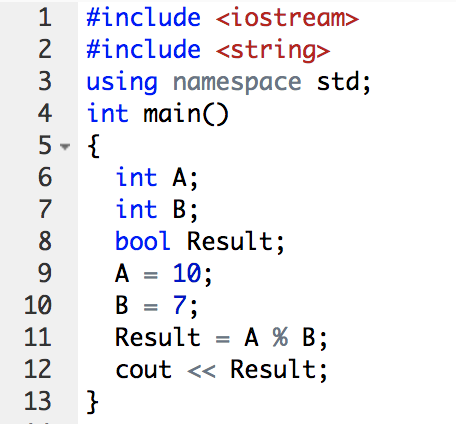 1 #include <iostream>
2 #include <string>
3 using namespace std;
4 int main()
5 {
6 int A;
7 int B;
8 bool Result;
9 A = 10;
10 B = 7;
11 Result = A % B;
12 cout << Result;
13 }